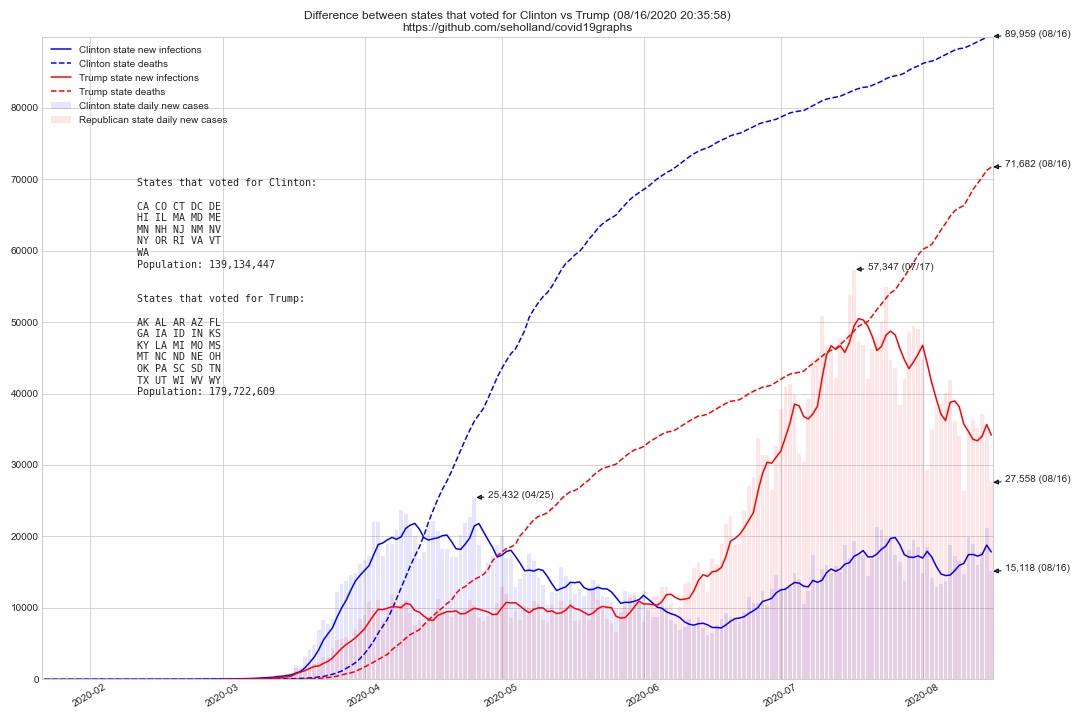 Difference between states that voted for Clinton vs Trump (08/16/2020 20:35:58)
https://github.com/seholland/covid19graphs
Clinton state new infections
Clinton state deaths
Trump state new infections
Trump state deaths
Clinton state daily new cases
Republican state daily new cases
States that voted for Clinton:
CA CO CT DC DE
HI IL MA MD ME
MN NH NJ NM NV
NY OR RI VA VT
WA
Population: 139,134,447
States that voted for Trump:
AK AL AR AZ FL
GA IA ID IN KS
KY LA MI MO MS
MT NC ND NE OH
OK PA SC SD TN
TX UT WI WV WY
Population: 179,722,609
89,959 (08/16)
71,682 (08/16)
57,347 (07/17)
25,432 (04/25)
27,558 (08/16)
15,118 (08/16)
80000
70000
60000
50000
40000
30000
20000
10000
0
2020-02
2020-03
2020-04
2020-05
2020-06
2020-07
2020-08